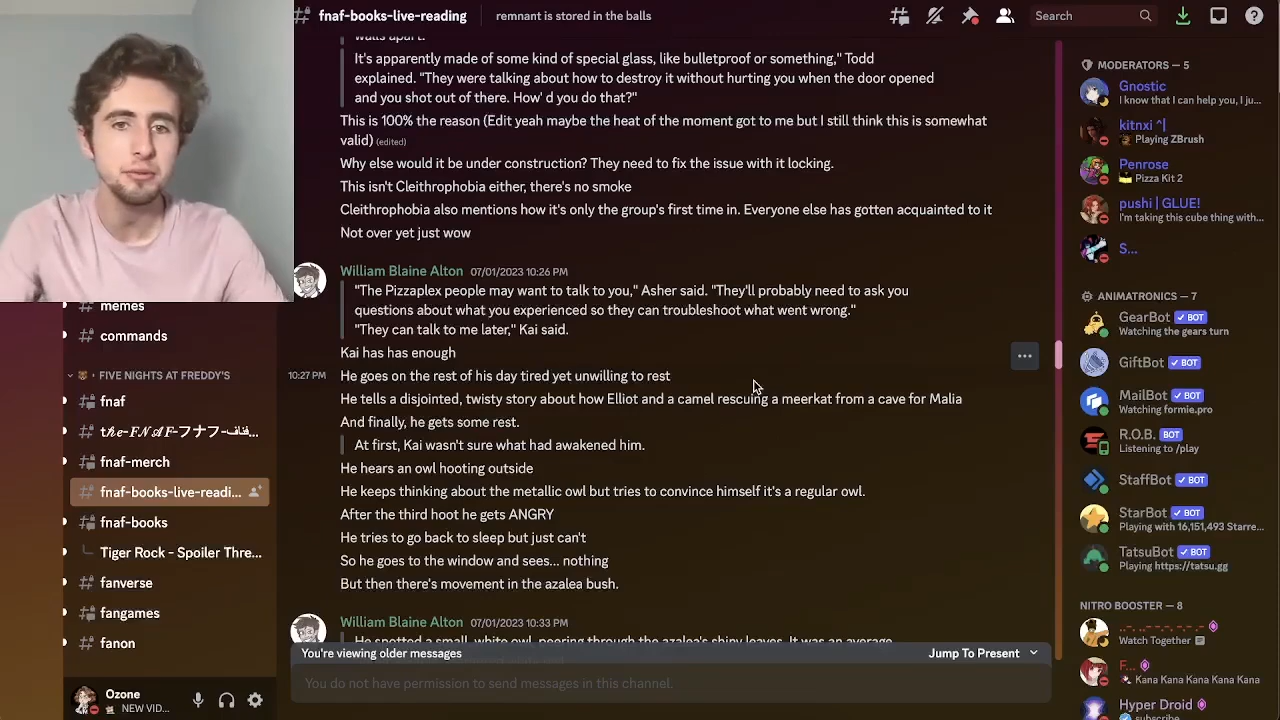 fnaf-books-live-reading
remnant is stored in the balls
Search
walls apart.
It's apparently made of some kind of special glass, like bulletproof or something," Todd
explained. "They were talking about how to destroy it without hurting you when the door opened
and you shot out of there. How' d you do that?"
This is 100% the reason (Edit yeah maybe the heat of the moment got to me but I still think this is somewhat
valid) (edited)
Why else would it be under construction? They need to fix the issue with it locking.
This isn't Cleithrophobia either, there's no smoke
Cleithrophobia also mentions how it's only the group's first time in. Everyone else has gotten acquainted to it
Not over yet just wow
William Blaine Alton 07/01/2023 10:26 PM
"The Pizzaplex people may want to talk to you," Asher said. "They'll probably need to ask you
questions about what you experienced so they can troubleshoot what went wrong."
"They can talk to me later," Kai said.
Kai has has enough
10:27 PM He goes on the rest of his day tired yet unwilling to rest
He tells a disjointed, twisty story about how Elliot and a camel rescuing a meerkat from a cave for Malia
And finally, he gets some rest.
At first, Kai wasn't sure what had awakened him.
He hears an owl hooting outside
He keeps thinking about the metallic owl but tries to convince himself it's a regular owl.
After the third hoot he gets ANGRY
He tries to go back to sleep but just can't
So he goes to the window and sees... nothing
But then there's movement in the azalea bush.
William Blaine Alton 07/01/2023 10:33 PM
He spotted a small, white owl, peering through the azalea's shiny leaves. It was an average
You're viewing older messages
Jump To Present
You do not have permission to send messages in this channel.
memes
commands
FIVE NIGHTS AT FREDDY'S
fnaf
fnaf-merch
fnaf-books-live-readi...
fnaf-books
Tiger Rock - Spoiler Thre...
fanverse
fangames
fanon
Ozone
NEW VID...
MODERATORS — 5
Gnostic
I know that I can help you, I ju...
kitnxi ^|
Playing ZBrush
Penrose
Pizza Kit 2
pushi | GLUE!
I'm taking this cube thing with...
S...
ANIMATRONICS — 7
GearBot BOT
Watching the gears turn
GiftBot BOT
MailBot BOT
Watching formie.pro
R.O.B. BOT
Listening to /play
StaffBot BOT
StarBot BOT
Playing with 16,151,493 Starre...
TatsuBot BOT
Playing https://tatsu.gg
NITRO BOOSTER — 8
Watch Together
F...
Kana Kana Kana Kana Kana
Hyper Droid
subscribe